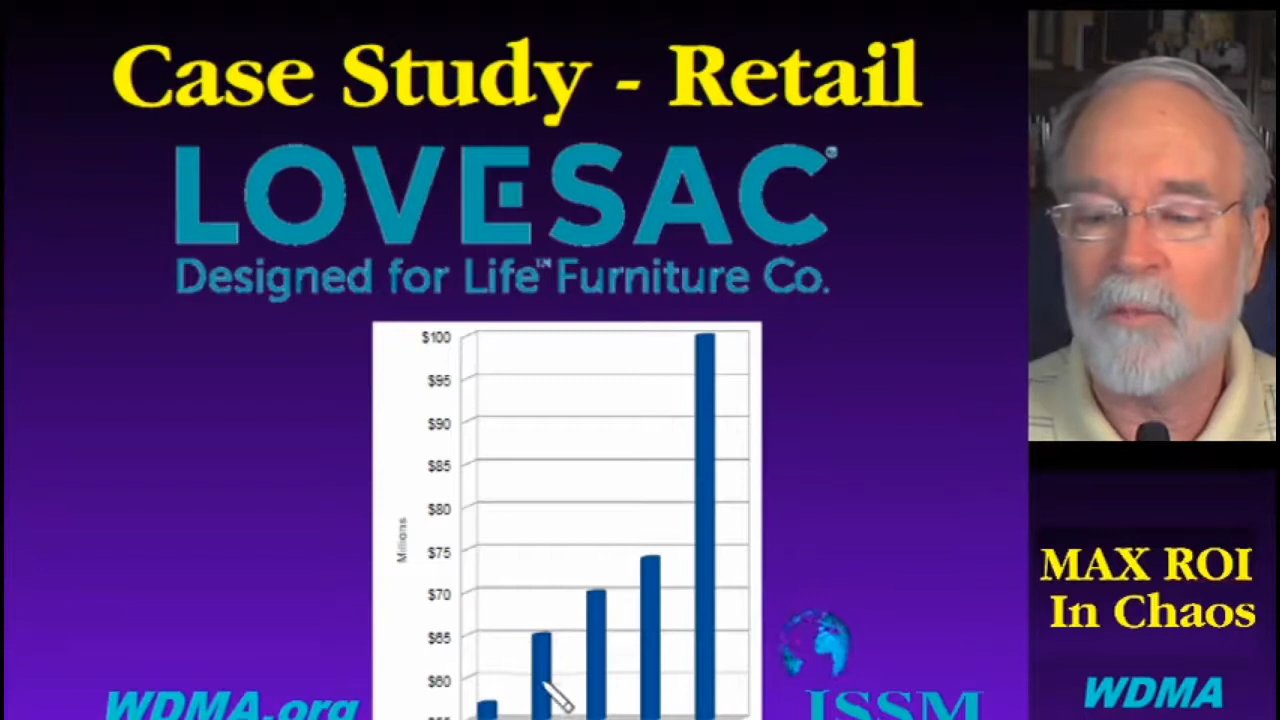 Case Study - Retail
LOVESAC®
Designed for Life™ Furniture Co.
$100
$95
$90
$85
$80
$75
$70
$65
$60
$55
Millions
WDMA.org
ISSM
MAX ROI
In Chaos
WDMA